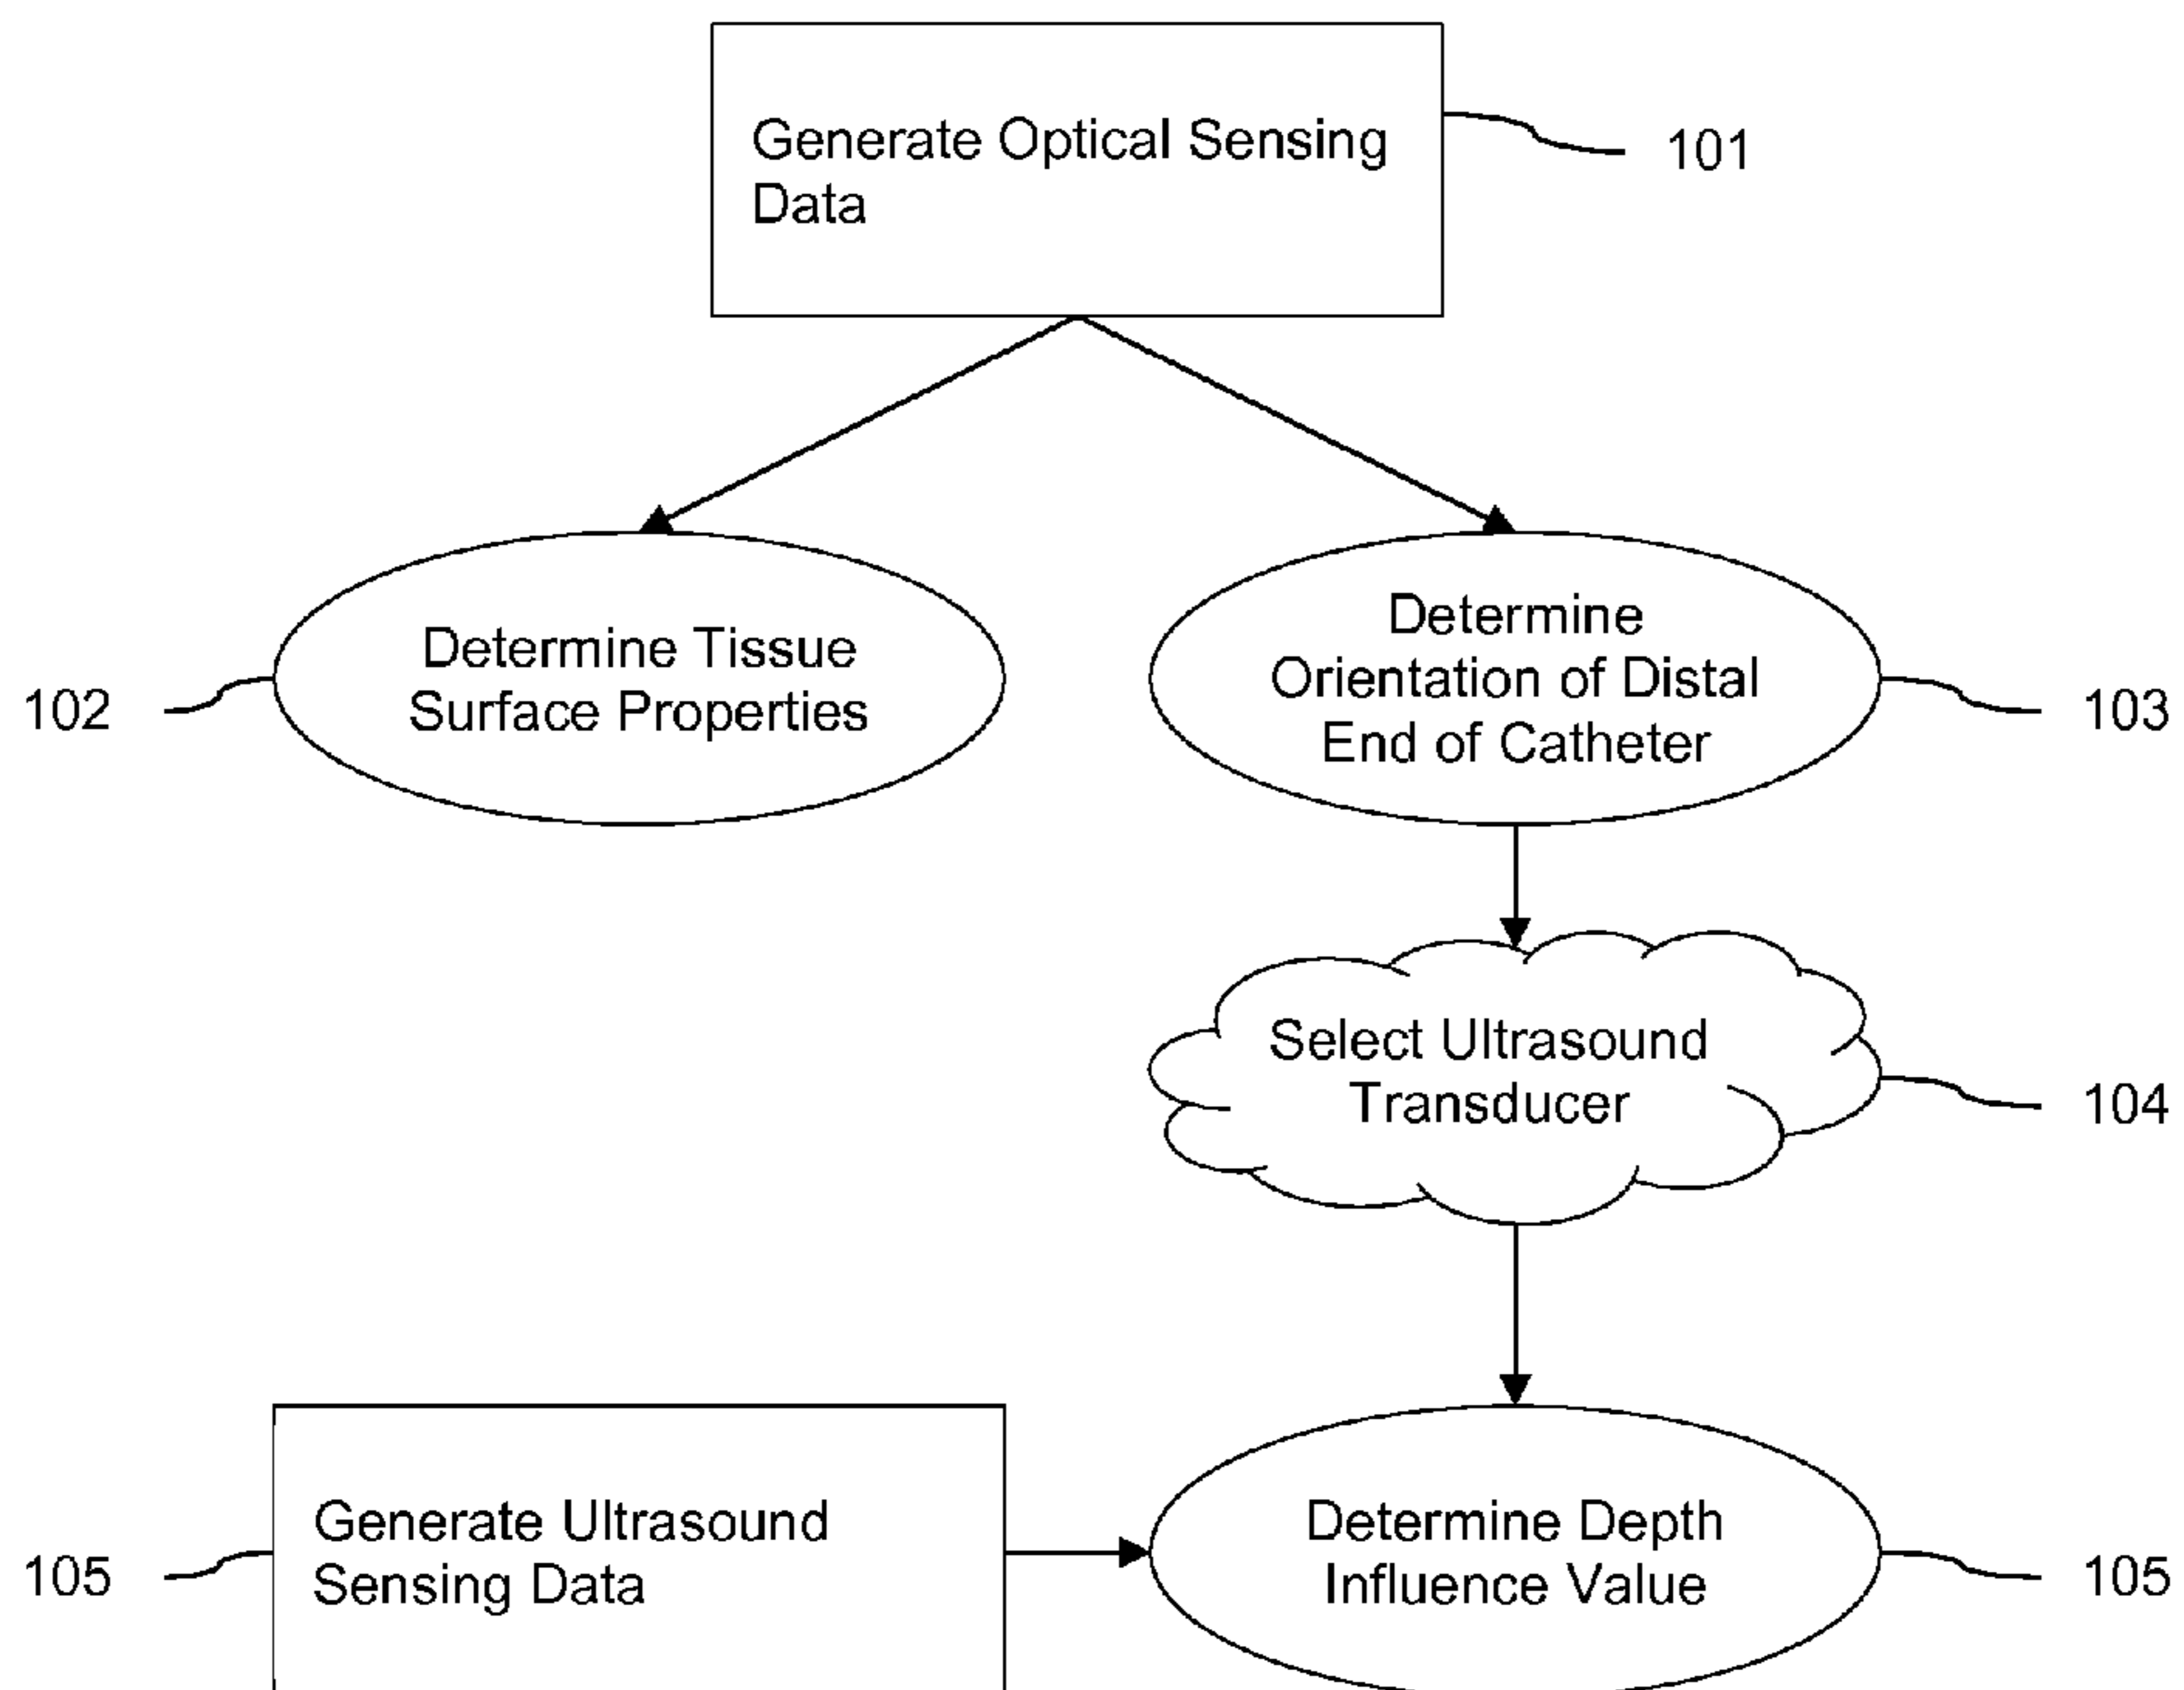 Generate Optical Sensing
Data
101
Determine Tissue
Surface Properties
102
Determine
Orientation of Distal
End of Catheter
103
Select Ultrasound
Transducer
104
Generate Ultrasound
Sensing Data
105
Determine Depth
Influence Value
105